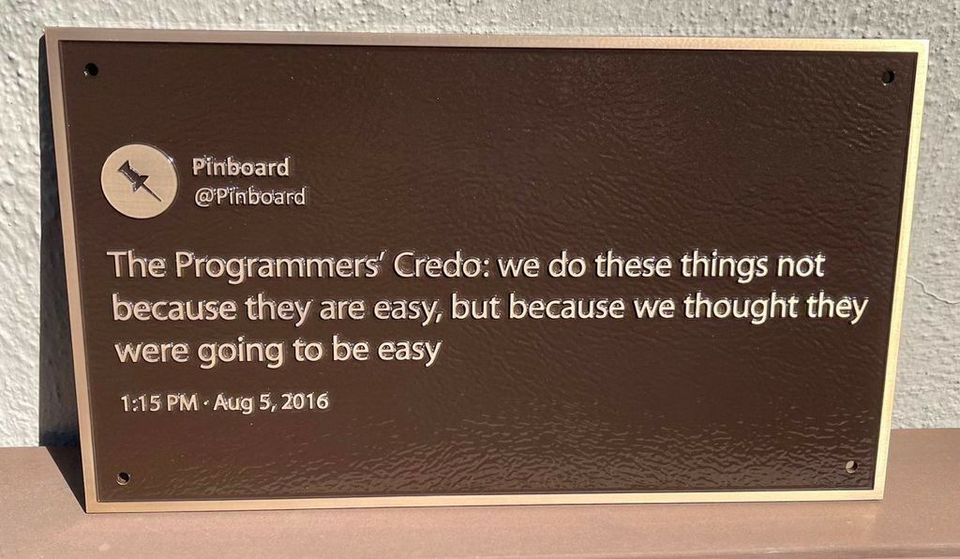 Pinboard
@Pinboard
The Programmers' Credo: we do these things not
because they are easy, but because we thought they
were going to be easy
1:15 PM · Aug 5, 2016